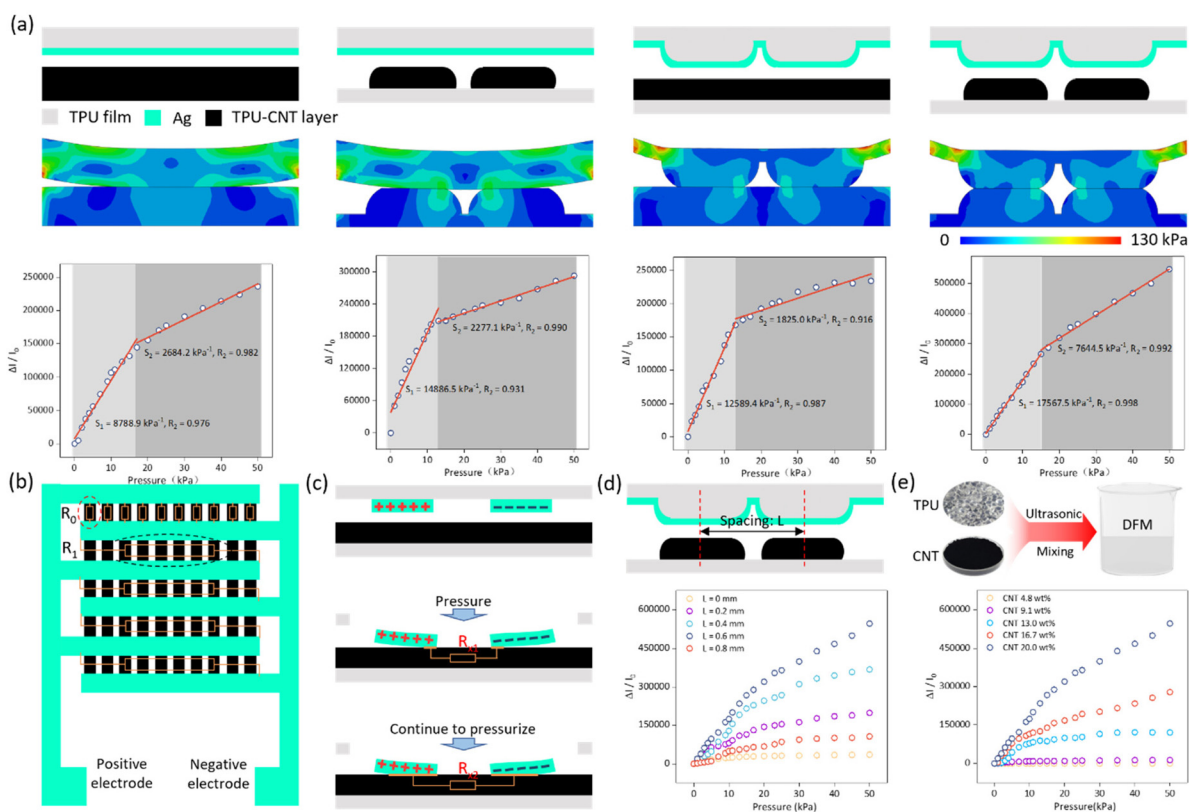 (a)
TPU film
Ag
TPU-CNT layer
0
130 kPa
250000
200000
150000
100000
50000
0
ΔI / I₀
S₂ = 2684.2 kPa⁻¹, R₂ = 0.982
S₁ = 8788.9 kPa⁻¹, R₂ = 0.976
0 10 20 30 40 50
Pressure (kPa)
300000
240000
180000
120000
60000
0
ΔI / I₀
S₂ = 2277.1 kPa⁻¹, R₂ = 0.990
S₁ = 14886.5 kPa⁻¹, R₂ = 0.931
0 10 20 30 40 50
Pressure (kPa)
250000
200000
150000
100000
50000
0
ΔI / I₀
S₂ = 1825.0 kPa⁻¹, R₂ = 0.916
S₁ = 12589.4 kPa⁻¹, R₂ = 0.987
0 10 20 30 40 50
Pressure (kPa)
500000
400000
300000
200000
100000
0
ΔI / I₀
S₂ = 7644.5 kPa⁻¹, R₂ = 0.992
S₁ = 17567.5 kPa⁻¹, R₂ = 0.998
0 10 20 30 40 50
Pressure (kPa)
(b)
R₀
R₁
Positive
electrode
Negative
electrode
(c)
+++++
-----
Pressure
+++++
-----
Continue to pressurize
+++++
-----
(d)
Spacing: L
600000
450000
300000
150000
0
ΔI / I₀
L = 0 mm
L = 0.2 mm
L = 0.4 mm
L = 0.6 mm
L = 0.8 mm
0 10 20 30 40 50
Pressure (kPa)
(e)
TPU
CNT
Ultrasonic
Mixing
DFM
600000
450000
300000
150000
0
ΔI / I₀
CNT 4.8 wt%
CNT 9.1 wt%
CNT 13.0 wt%
CNT 16.7 wt%
CNT 20.0 wt%
0 10 20 30 40 50
Pressure(kPa)